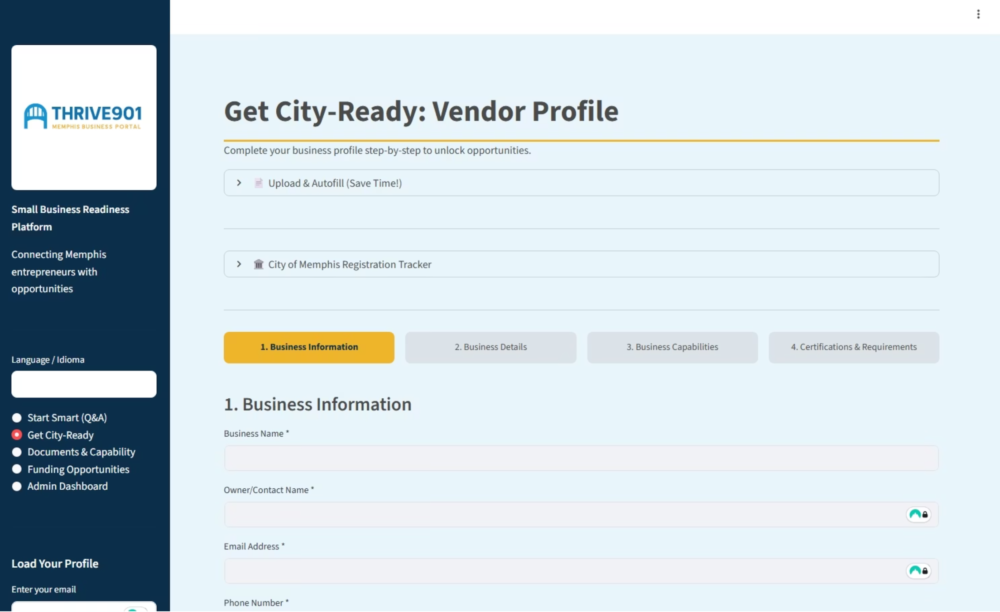 THRIVE901
MEMPHIS BUSINESS PORTAL
Small Business Readiness
Platform
Connecting Memphis
entrepreneurs with
opportunities
Language / Idioma
Start Smart (Q&A)
Get City-Ready
Documents & Capability
Funding Opportunities
Admin Dashboard
Load Your Profile
Enter your email
Get City-Ready: Vendor Profile
Complete your business profile step-by-step to unlock opportunities.
Upload & Autofill (Save Time!)
City of Memphis Registration Tracker
1. Business Information
2. Business Details
3. Business Capabilities
4. Certifications & Requirements
1. Business Information
Business Name *
Owner/Contact Name *
Email Address *
Phone Number *